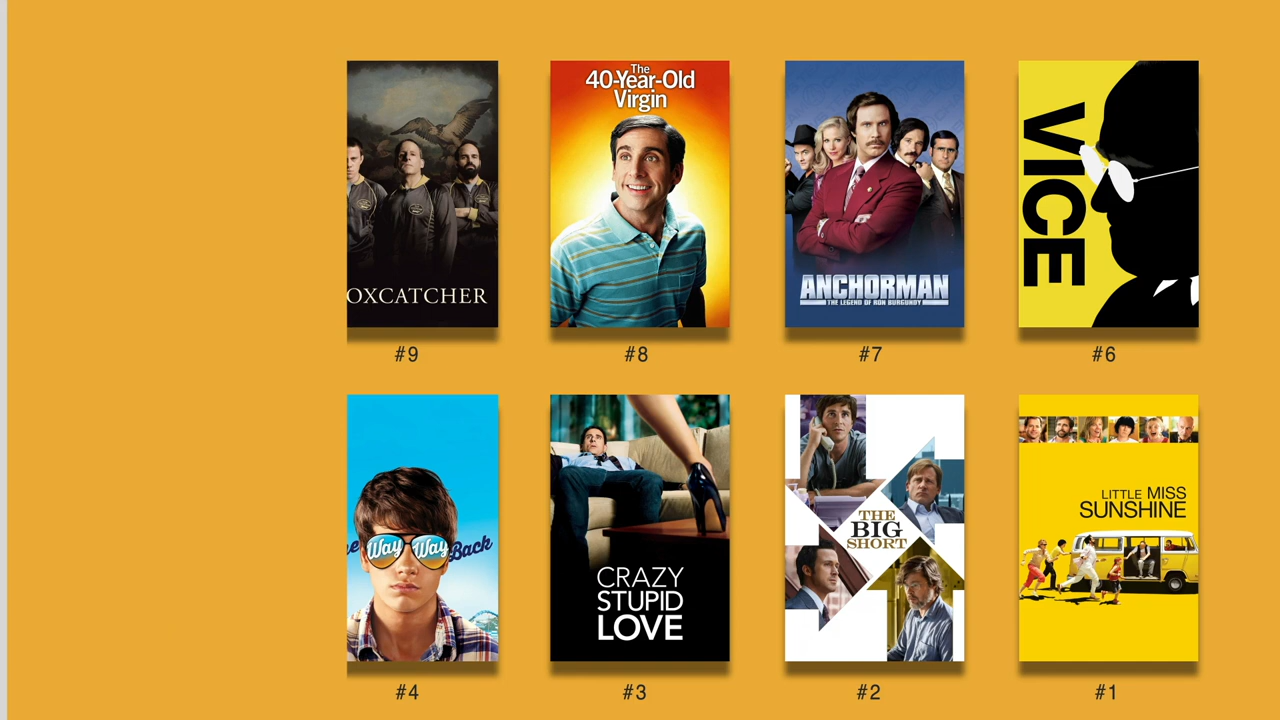 The
40-Year-Old
Virgin
VICE
OXCATCHER
ANCHORMAN
THE LEGEND OF RON BURGUNDY
#9
#8
#7
#6
Way Way Back
CRAZY
STUPID
LOVE
THE
BIG
SHORT
LITTLE MISS
SUNSHINE
#4
#3
#2
#1